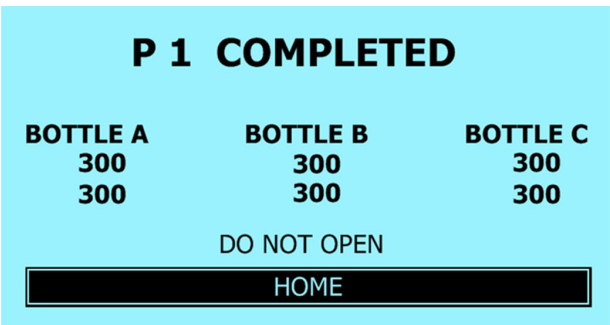 P 1 COMPLETED
BOTTLE A BOTTLE B BOTTLE C
300 300 300
300 300 300
DO NOT OPEN
HOME